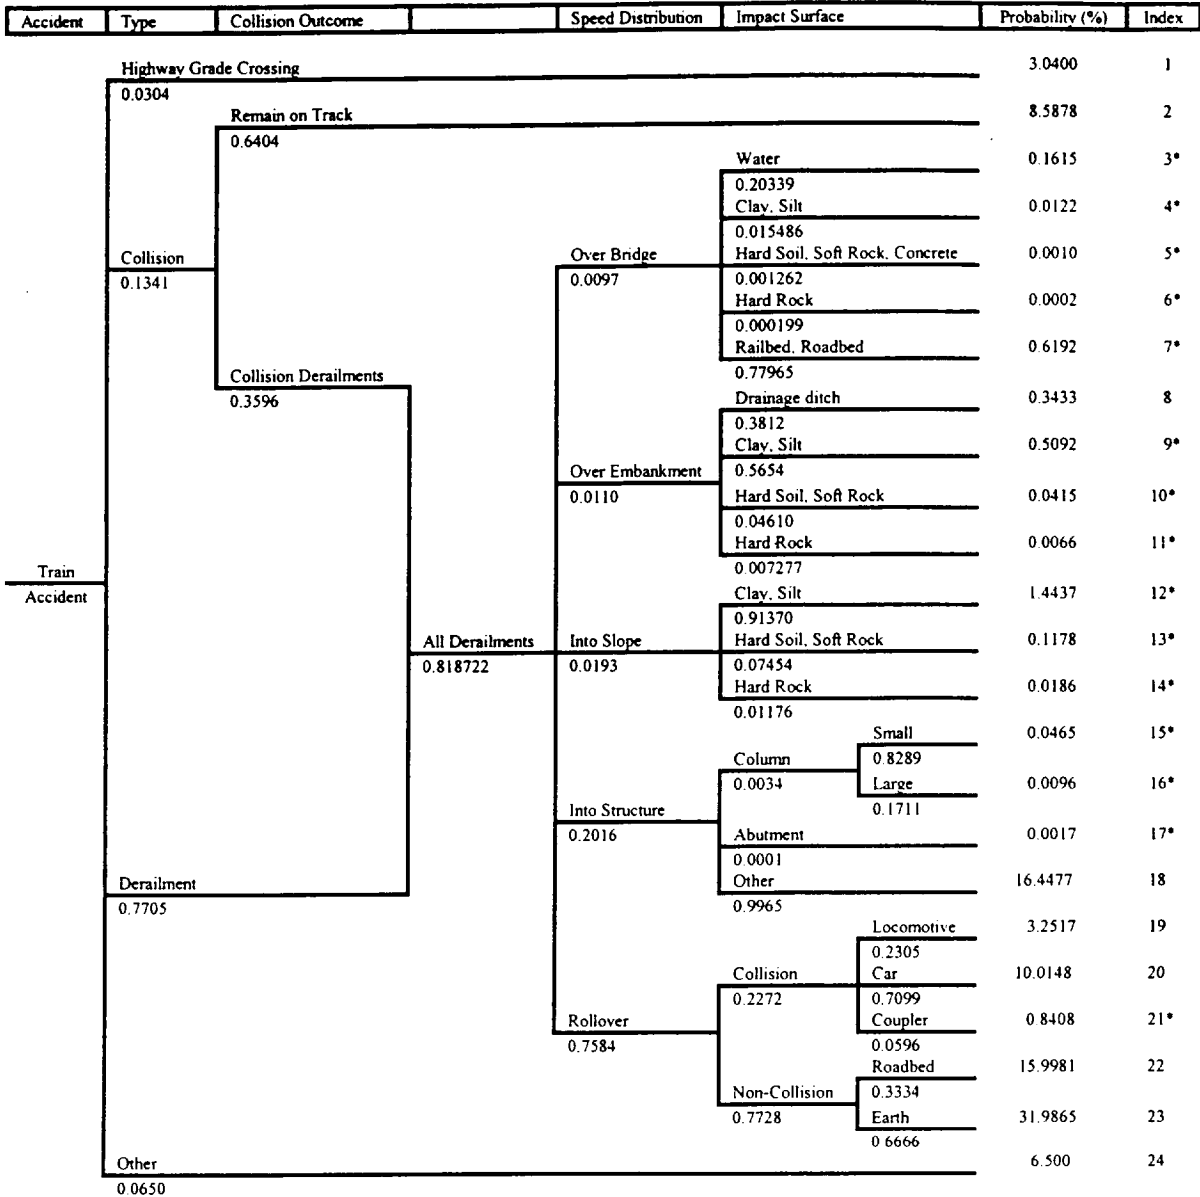 Accident Type Collision Outcome Speed Distribution Impact Surface Probability (%) Index
Highway Grade Crossing 3.0400 1
0.0304
Remain on Track 8.5878 2
0.6404
Water 0.1615 3*
0.20339
Clay, Silt 0.0122 4*
0.015486
Collision Over Bridge Hard Soil, Soft Rock, Concrete 0.0010 5*
0.1341 0.0097 0.001262
Hard Rock 0.0002 6*
0.000199
Railbed, Roadbed 0.6192 7*
0.77965
Collision Derailments
0.3596
Drainage ditch 0.3433 8
0.3812
Clay, Silt 0.5092 9*
0.5654
Over Embankment
0.0110
Hard Soil, Soft Rock 0.0415 10*
0.04610
Hard Rock 0.0066 11*
0.007277
Train
Accident
Clay, Silt 1.4437 12*
0.91370
All Derailments Into Slope Hard Soil, Soft Rock 0.1178 13*
0.818722 0.0193 0.07454
Hard Rock 0.0186 14*
0.01176
Small 0.0465 15*
0.8289
Column
0.0034
Large 0.0096 16*
0.1711
Into Structure
0.2016
Abutment 0.0017 17*
0.0001
Other 16.4477 18
0.9965
Derailment
0.7705
Locomotive 3.2517 19
0.2305
Collision Car 10.0148 20
0.2272 0.7099
Rollover Coupler 0.8408 21*
0.7584 0.0596
Roadbed 15.9981 22
0.3334
Non-Collision
0.7728
Earth 31.9865 23
0.6666
Other 6.500 24
0.0650